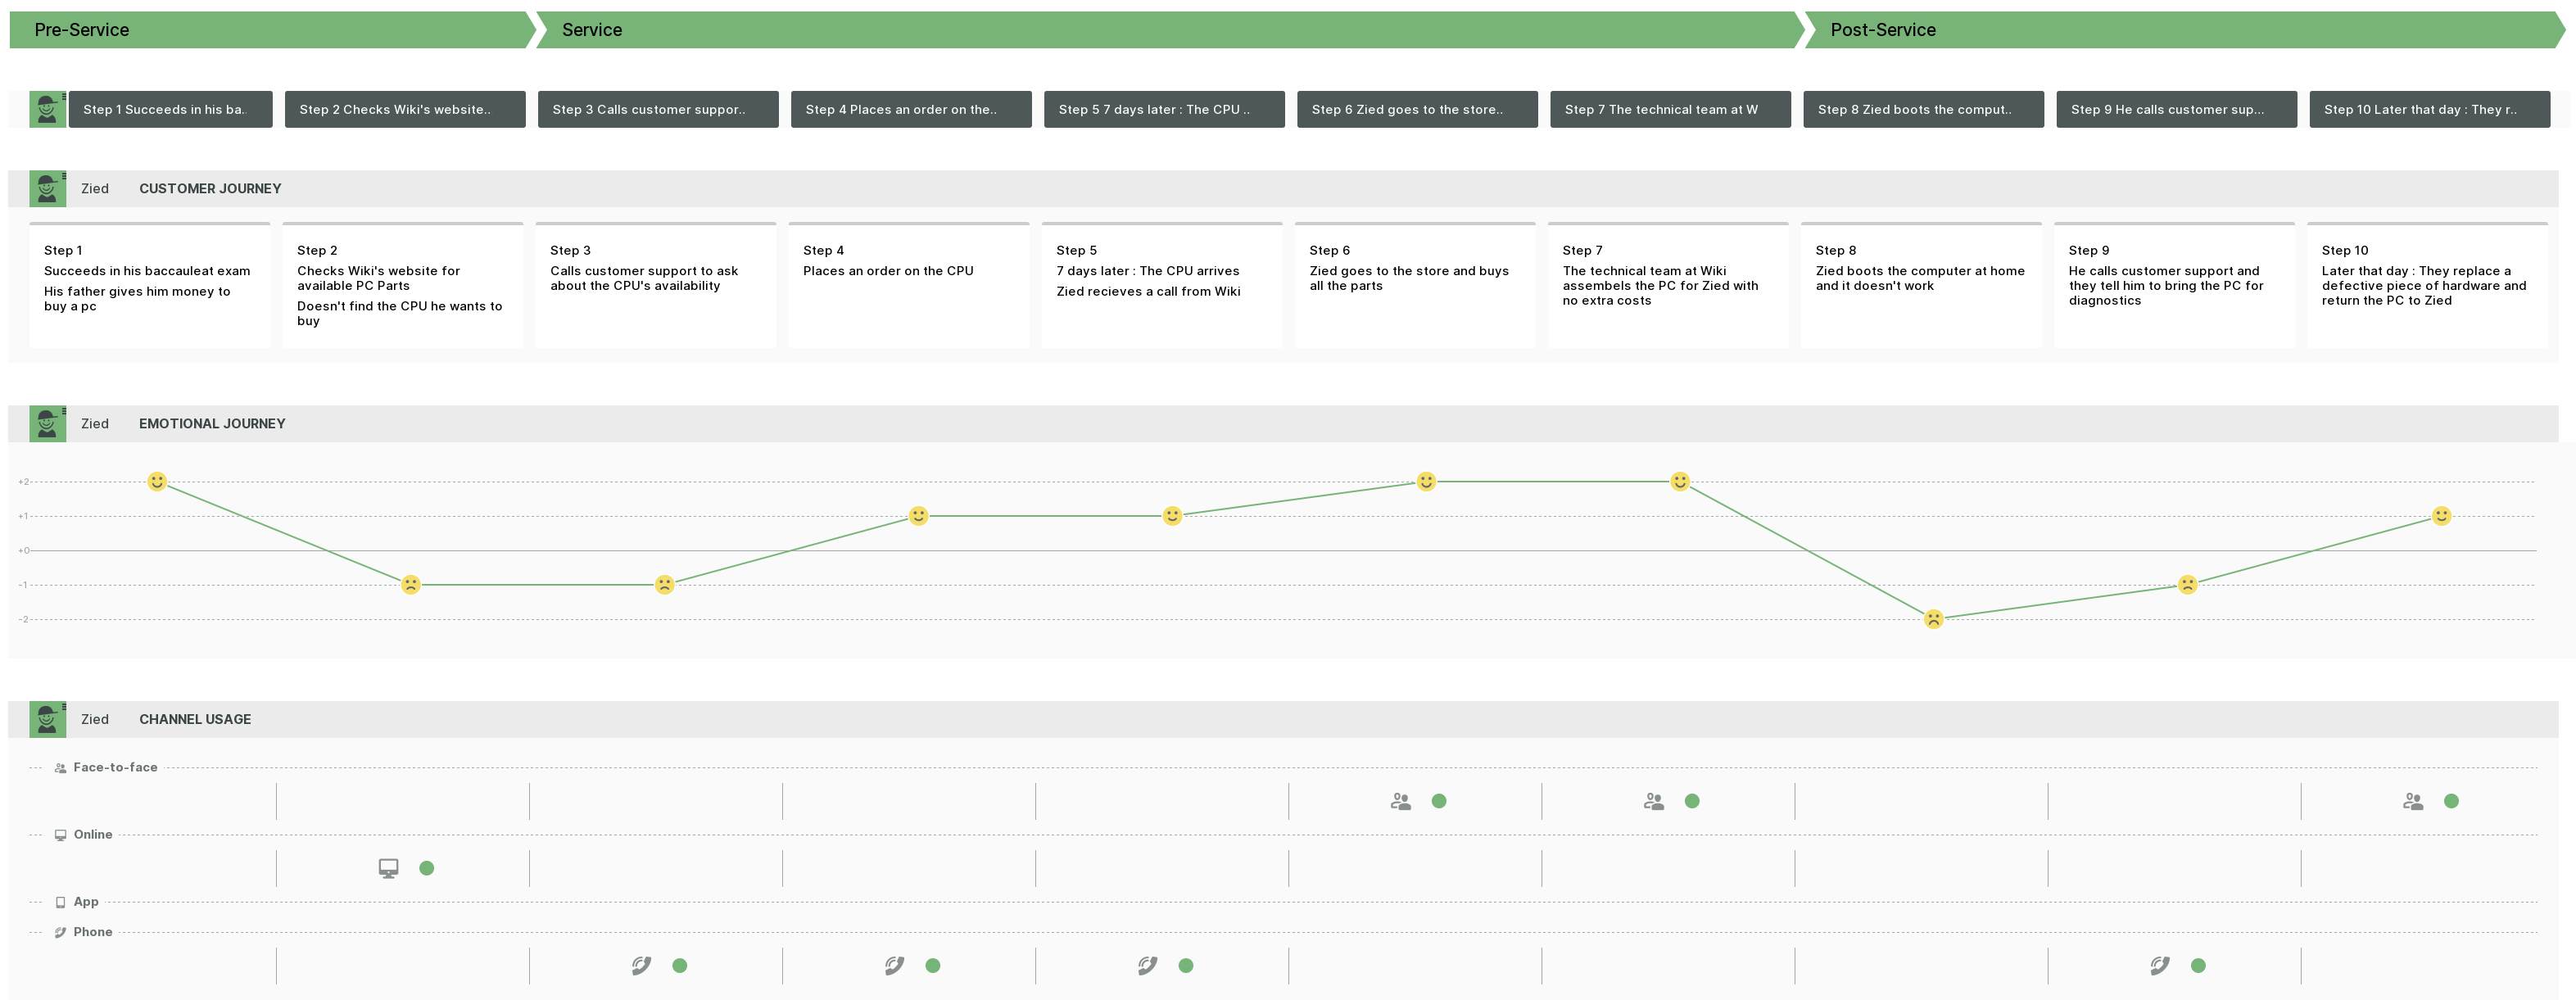 Pre-Service
Service
Post-Service
Step 1 Succeeds in his ba.
Step 2 Checks Wiki's website..
Step 3 Calls customer suppor..
Step 4 Places an order on the..
Step 5 7 days later : The CPU ..
Step 6 Zied goes to the store..
Step 7 The technical team at W
Step 8 Zied boots the comput..
Step 9 He calls customer sup...
Step 10 Later that day : They r..
Zied
CUSTOMER JOURNEY
Step 1
Succeeds in his baccauleat exam
His father gives him money to
buy a pc
Step 2
Checks Wiki's website for
available PC Parts
Doesn't find the CPU he wants to
buy
Step 3
Calls customer support to ask
about the CPU's availability
Step 4
Places an order on the CPU
Step 5
7 days later : The CPU arrives
Zied recieves a call from Wiki
Step 6
Zied goes to the store and buys
all the parts
Step 7
The technical team at Wiki
assembels the PC for Zied with
no extra costs
Step 8
Zied boots the computer at home
and it doesn't work
Step 9
He calls customer support and
they tell him to bring the PC for
diagnostics
Step 10
Later that day : They replace a
defective piece of hardware and
return the PC to Zied
Zied
EMOTIONAL JOURNEY
+2
+1
+0
-1
-2
Zied
CHANNEL USAGE
Face-to-face
Online
App
Phone